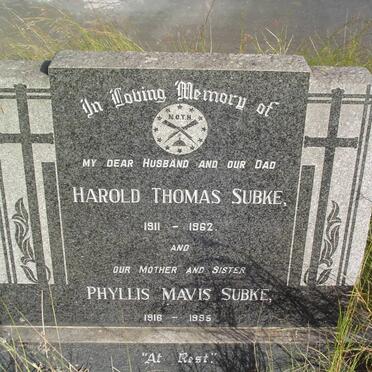 In Loving Memory of
M.O.T.H.
MY DEAR HUSBAND AND OUR DAD
HAROLD THOMAS SUBKE,
1911 - 1962
AND
OUR MOTHER AND SISTER
PHYLLIS MAVIS SUBKE,
1916 - 1995
"At Rest".